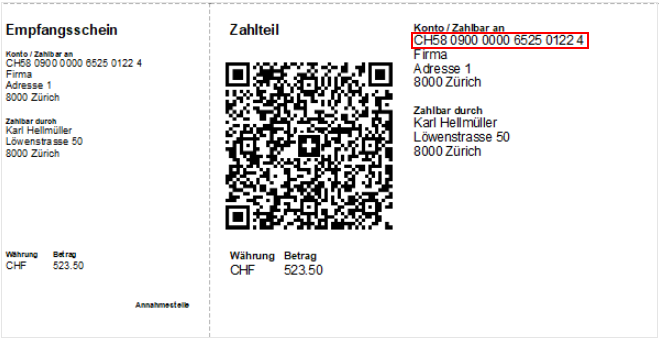 Empfangsschein
Konto / Zahlbar an
CH58 0900 0000 6525 0122 4
Firma
Adresse 1
8000 Zürich
Zahlbar durch
Karl Hellmüller
Löwenstrasse 50
8000 Zürich
Währung Betrag
CHF 523.50
Annahmestelle
Zahlteil
Währung Betrag
CHF 523.50
Konto / Zahlbar an
CH58 0900 0000 6525 0122 4
Firma
Adresse 1
8000 Zürich
Zahlbar durch
Karl Hellmüller
Löwenstrasse 50
8000 Zürich